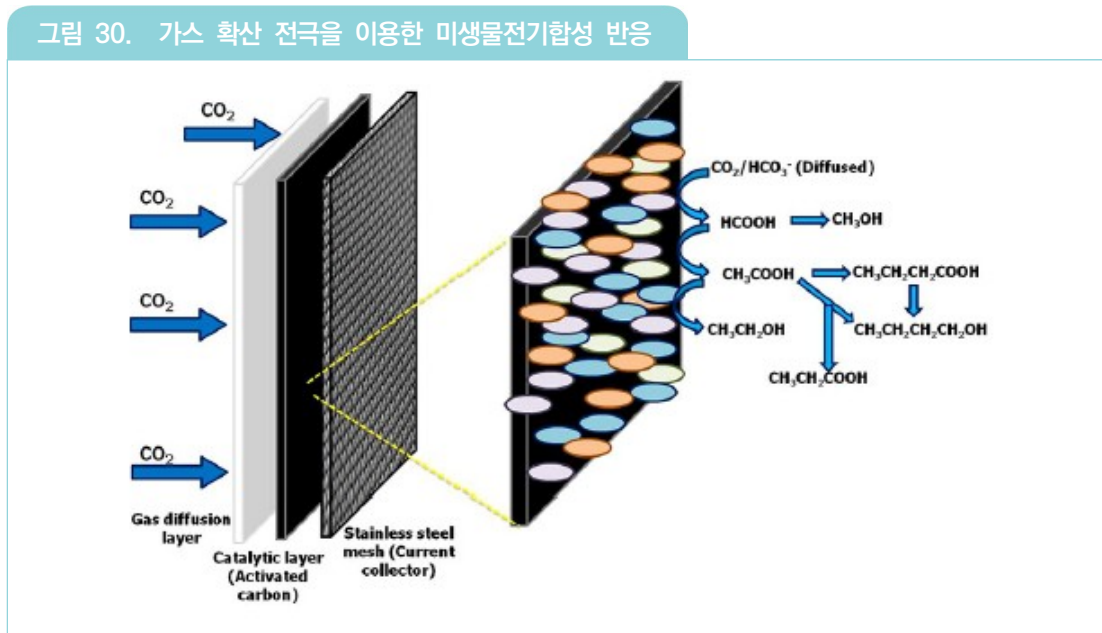 그림 30. 가스 확산 전극을 이용한 미생물전기합성 반응
CO₂
CO₂
CO₂
CO₂
Gas diffusion
layer
Catalytic layer
(Activated
carbon)
Stainless steel
mesh (Current
collector)
CO₂/HCO₃⁻ (Diffused)
HCOOH
CH₃OH
CH₃COOH
CH₃CH₂CH₂COOH
CH₃CH₂OH
CH₃CH₂CH₂CH₂OH
CH₃CH₂COOH